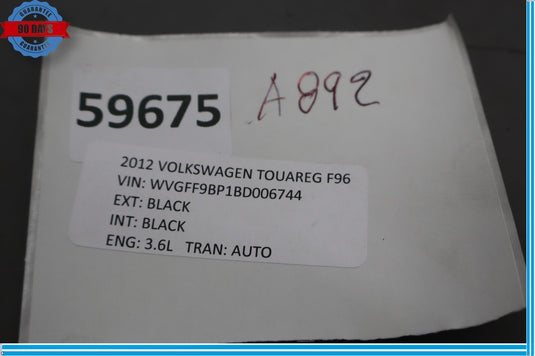 GUARANTEE
90 DAYS
GUARANTEE
59675 A892
2012 VOLKSWAGEN TOUAREG F96
VIN: WVGFF9BP1BD006744
EXT: BLACK
INT: BLACK
ENG: 3.6L TRAN: AUTO